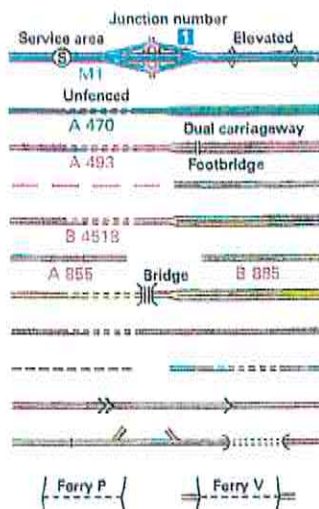 Junction number
Service area 1 Elevated
S
M1
Unfenced
A 470
Dual carriageway
A 493
Footbridge
B 4518
A 855 Bridge B 885
Ferry P Ferry V